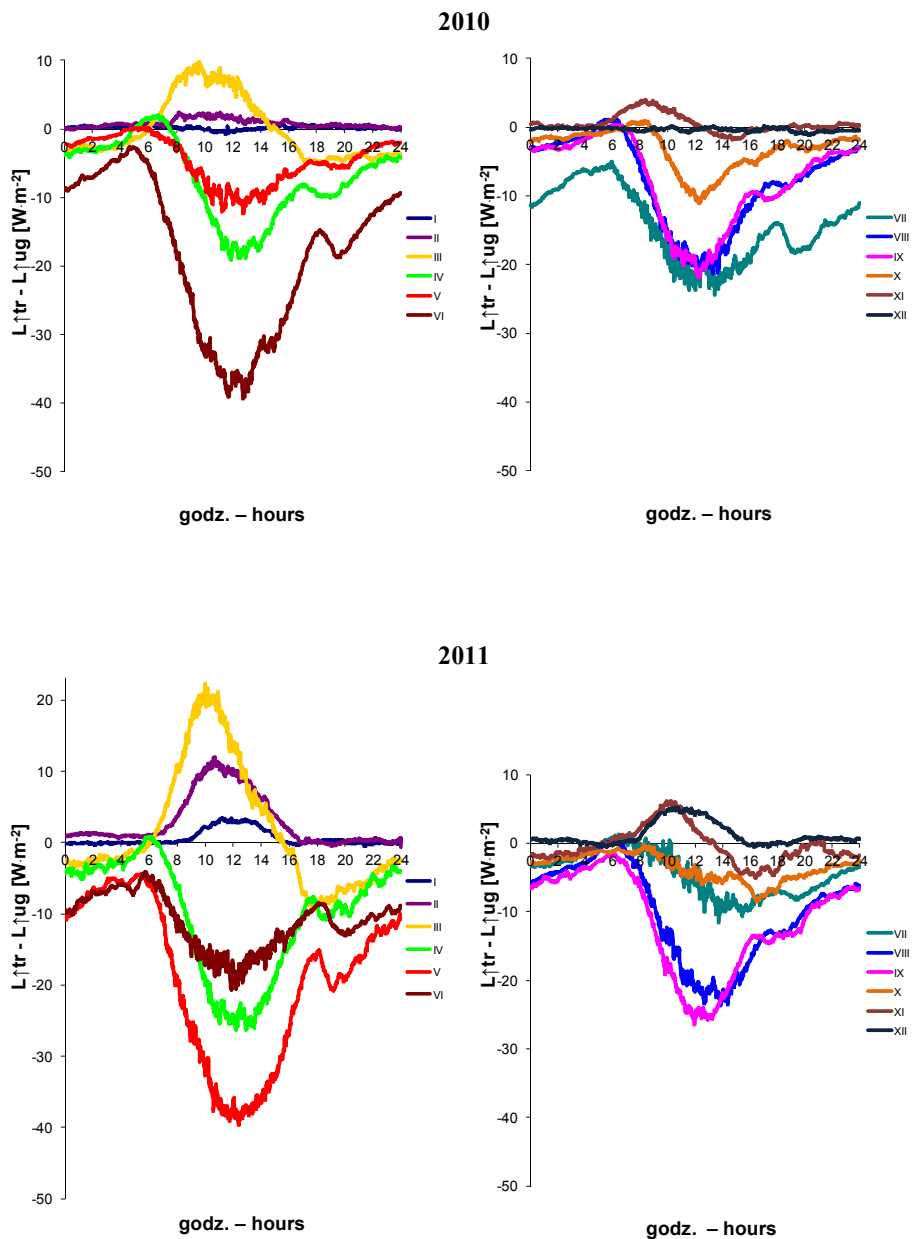 2010
10
0
-10
-20
-30
-40
-50
0 2 4 6 8 10 12 14 16 18 20 22 24
L↑tr - L↑ug [W·m-2]
godz. – hours
I
II
III
IV
V
VI
10
0
-10
-20
-30
-40
-50
0 2 4 6 8 10 12 14 16 18 20 22 24
L↑tr - L↑ug [W·m-2]
godz. – hours
VII
VIII
IX
X
XI
XII
2011
20
10
0
-10
-20
-30
-40
-50
0 2 4 6 8 10 12 14 16 18 20 22 24
L↑tr - L↑ug [W·m-2]
godz. – hours
I
II
III
IV
V
VI
10
0
-10
-20
-30
-40
-50
0 2 4 6 8 10 12 14 16 18 20 22 24
L↑tr - L↑ug [W·m-2]
godz. – hours
VII
VIII
IX
X
XI
XII